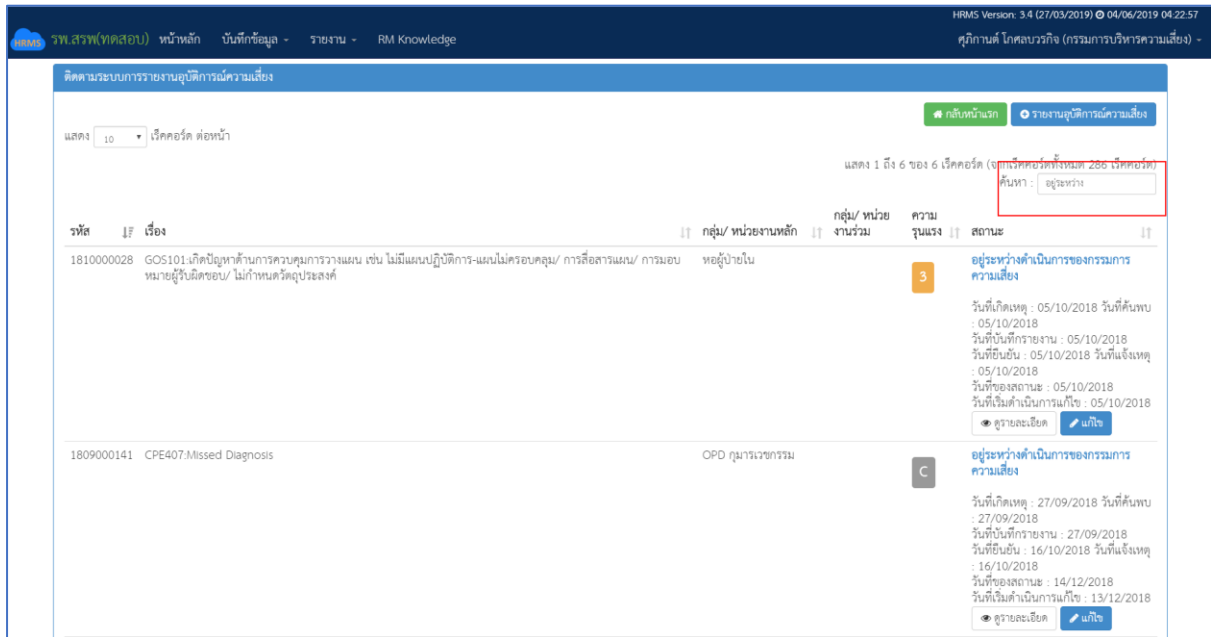 HRMS Version: 3.4 (27/03/2019) 04/06/2019 04:22:57
HRMS รพ.สรพ(ทดสอบ) หน้าหลัก บันทึกข้อมูล รายงาน RM Knowledge ศุภิกานต์ โกศลบวรกิจ (กรรมการบริหารความเสี่ยง)
ติดตามระบบการรายงานอุบัติการณ์ความเสี่ยง
กลับหน้าแรก รายงานอุบัติการณ์ความเสี่ยง
แสดง 10 เร็คคอร์ด ต่อหน้า
แสดง 1 ถึง 6 ของ 6 เร็คคอร์ด (จากเร็คคอร์ดทั้งหมด 286 เร็คคอร์ด)
ค้นหา : อยู่ระหว่าง
รหัส เรื่อง กลุ่ม/ หน่วยงานหลัก กลุ่ม/ หน่วย ความ สถานะ
งานร่วม รุนแรง
1810000028 GOS101:เกิดปัญหาด้านการควบคุมการวางแผน เช่น ไม่มีแผนปฏิบัติการ-แผนไม่ครอบคลุม/ การสื่อสารแผน/ การมอบ หอผู้ป่ายใน อยู่ระหว่างดำเนินการของกรรมการ
หมายผู้รับผิดชอบ/ ไม่กำหนดวัตถุประสงค์ 3 ความเสี่ยง
วันที่เกิดเหตุ : 05/10/2018 วันที่ค้นพบ
: 05/10/2018
วันที่บันทึกรายงาน : 05/10/2018
วันที่ยืนยัน : 05/10/2018 วันที่แจ้งเหตุ
: 05/10/2018
วันที่ของสถานะ : 05/10/2018
วันที่เริ่มดำเนินการแก้ไข : 05/10/2018
ดูรายละเอียด แก้ไข
1809000141 CPE407:Missed Diagnosis OPD กุมารเวชกรรม อยู่ระหว่างดำเนินการของกรรมการ
C ความเสี่ยง
วันที่เกิดเหตุ : 27/09/2018 วันที่ค้นพบ
: 27/09/2018
วันที่บันทึกรายงาน : 27/09/2018
วันที่ยืนยัน : 16/10/2018 วันที่แจ้งเหตุ
: 16/10/2018
วันที่ของสถานะ : 14/12/2018
วันที่เริ่มดำเนินการแก้ไข : 13/12/2018
ดูรายละเอียด แก้ไข